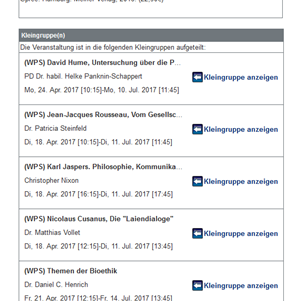 Kleingruppe(n)
Die Veranstaltung ist in die folgenden Kleingruppen aufgeteilt:
(WPS) David Hume, Untersuchung über die P...
PD Dr. habil. Helke Panknin-Schappert
Kleingruppe anzeigen
Mo, 24. Apr. 2017 [10:15]-Mo, 10. Jul. 2017 [11:45]
(WPS) Jean-Jacques Rousseau, Vom Gesellsc...
Dr. Patricia Steinfeld
Kleingruppe anzeigen
Di, 18. Apr. 2017 [10:15]-Di, 11. Jul. 2017 [11:45]
(WPS) Karl Jaspers. Philosophie, Kommunika...
Christopher Nixon
Kleingruppe anzeigen
Di, 18. Apr. 2017 [16:15]-Di, 11. Jul. 2017 [17:45]
(WPS) Nicolaus Cusanus, Die "Laiendialoge"
Dr. Matthias Vollet
Kleingruppe anzeigen
Di, 18. Apr. 2017 [12:15]-Di, 11. Jul. 2017 [13:45]
(WPS) Themen der Bioethik
Dr. Daniel C. Henrich
Kleingruppe anzeigen
Fr, 21. Apr. 2017 [12:15]-Fr, 14. Jul. 2017 [13:45]